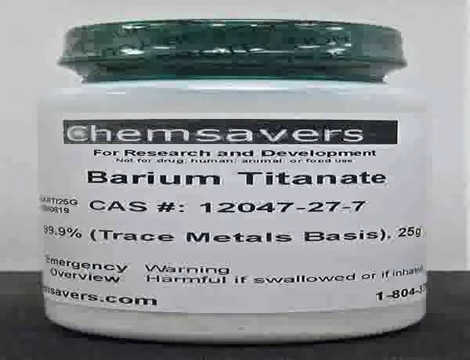 Chemsavers
For Research and Development
Not for drug, human, animal or food use
Barium Titanate
CAS #: 12047-27-7
99.9% (Trace Metals Basis), 25g
Emergency Warning
Overview Harmful if swallowed or if inhaled
savers.com 1-804-